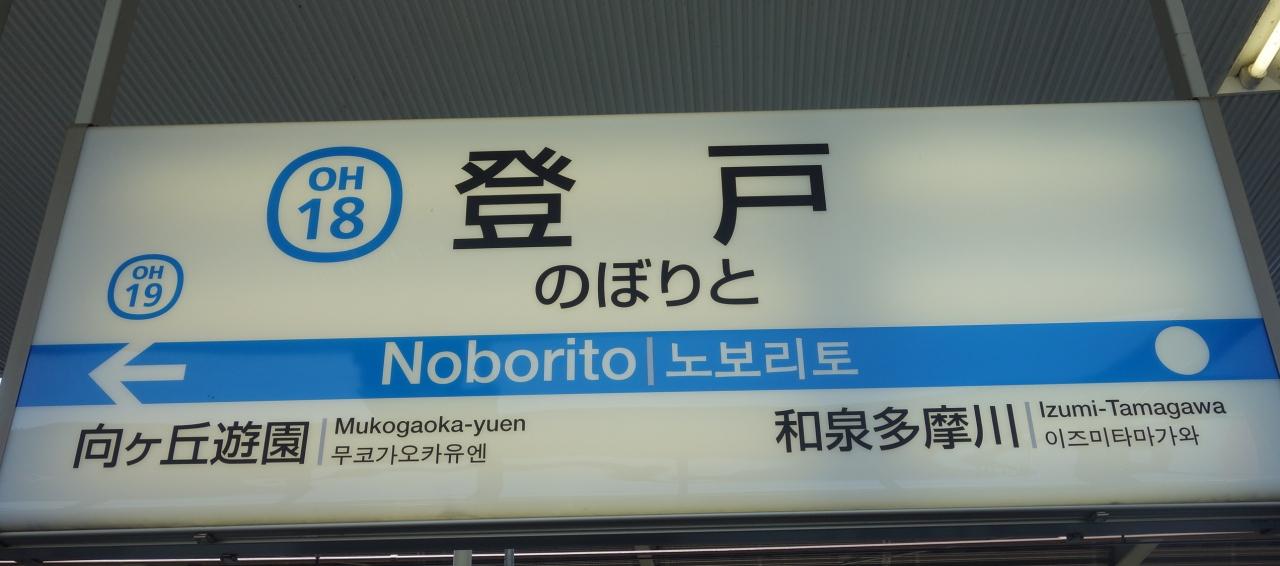 OH
18
登 戸
のぼりと
OH
19
Noborito 노보리토
向ヶ丘遊園 Mukogaoka-yuen
무코가오카유엔
和泉多摩川 Izumi-Tamagawa
이즈미타마가와